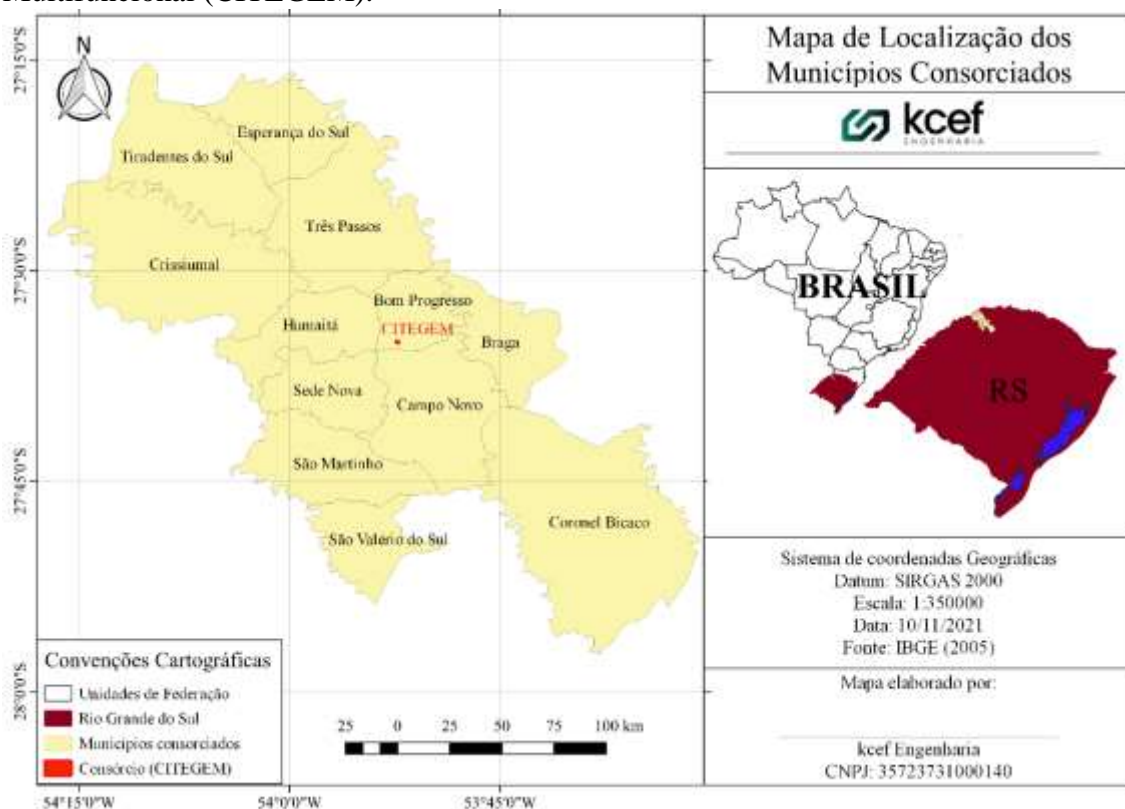 Multifuncional (CITEGEM).
Mapa de Localização dos
Municípios Consorciados
kcef
ENGENHARIA
N
27°15'0"S
27°30'0"S
27°45'0"S
28°0'0"S
Esperança do Sul
Tiradentes do Sul
Três Passos
Crissiumal
Bom Progresso
Humaitá
CITEGEM
Braga
Sede Nova
Campo Novo
São Martinho
Coronel Bicaco
São Valério do Sul
BRASIL
RS
Sistema de coordenadas Geográficas
Datum: SIRGAS 2000
Escala: 1:350000
Data: 10/11/2021
Fonte: IBGE (2005)
Mapa elaborado por:
kcef Engenharia
CNPJ: 35723731000140
Convenções Cartográficas
Unidades de Federação
Rio Grande do Sul
Municípios consorciados
Consórcio (CITEGEM)
25 0 25 50 75 100 km
54°15'0"W 54°0'0"W 53°45'0"W